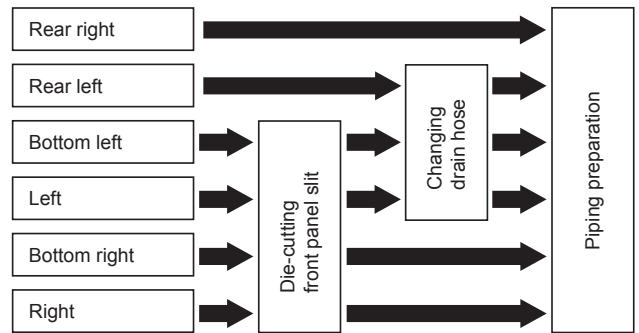 Rear right
Rear left
Bottom left
Left
Bottom right
Right
Die-cutting
front panel slit
Changing
drain hose
Piping preparation